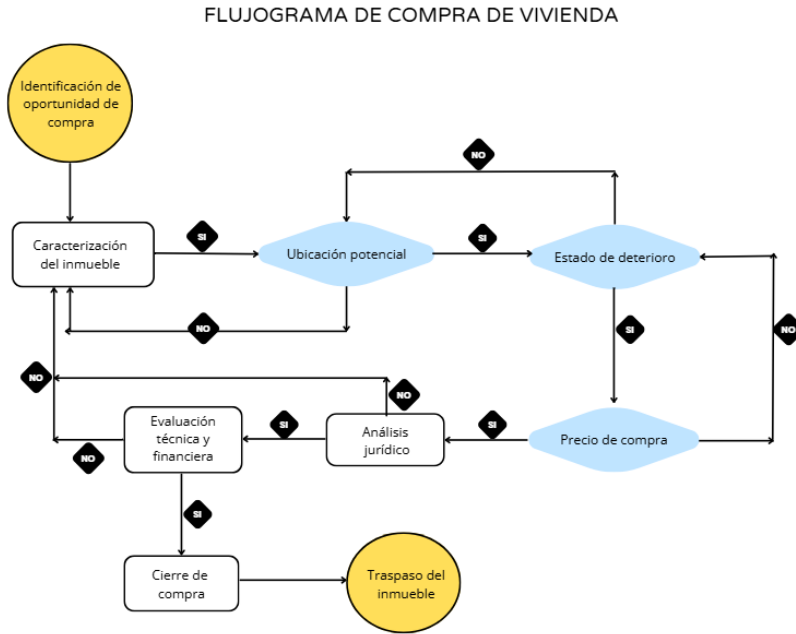 FLUJOGRAMA DE COMPRA DE VIVIENDA
Identificación de
oportunidad de
compra
NO
SI
Caracterización
del inmueble
Ubicación potencial
SI
Estado de deterioro
NO
SI
NO
NO
NO
Evaluación
técnica y
financiera
SI
Análisis
jurídico
SI
Precio de compra
NO
SI
Cierre de
compra
Traspaso del
inmueble